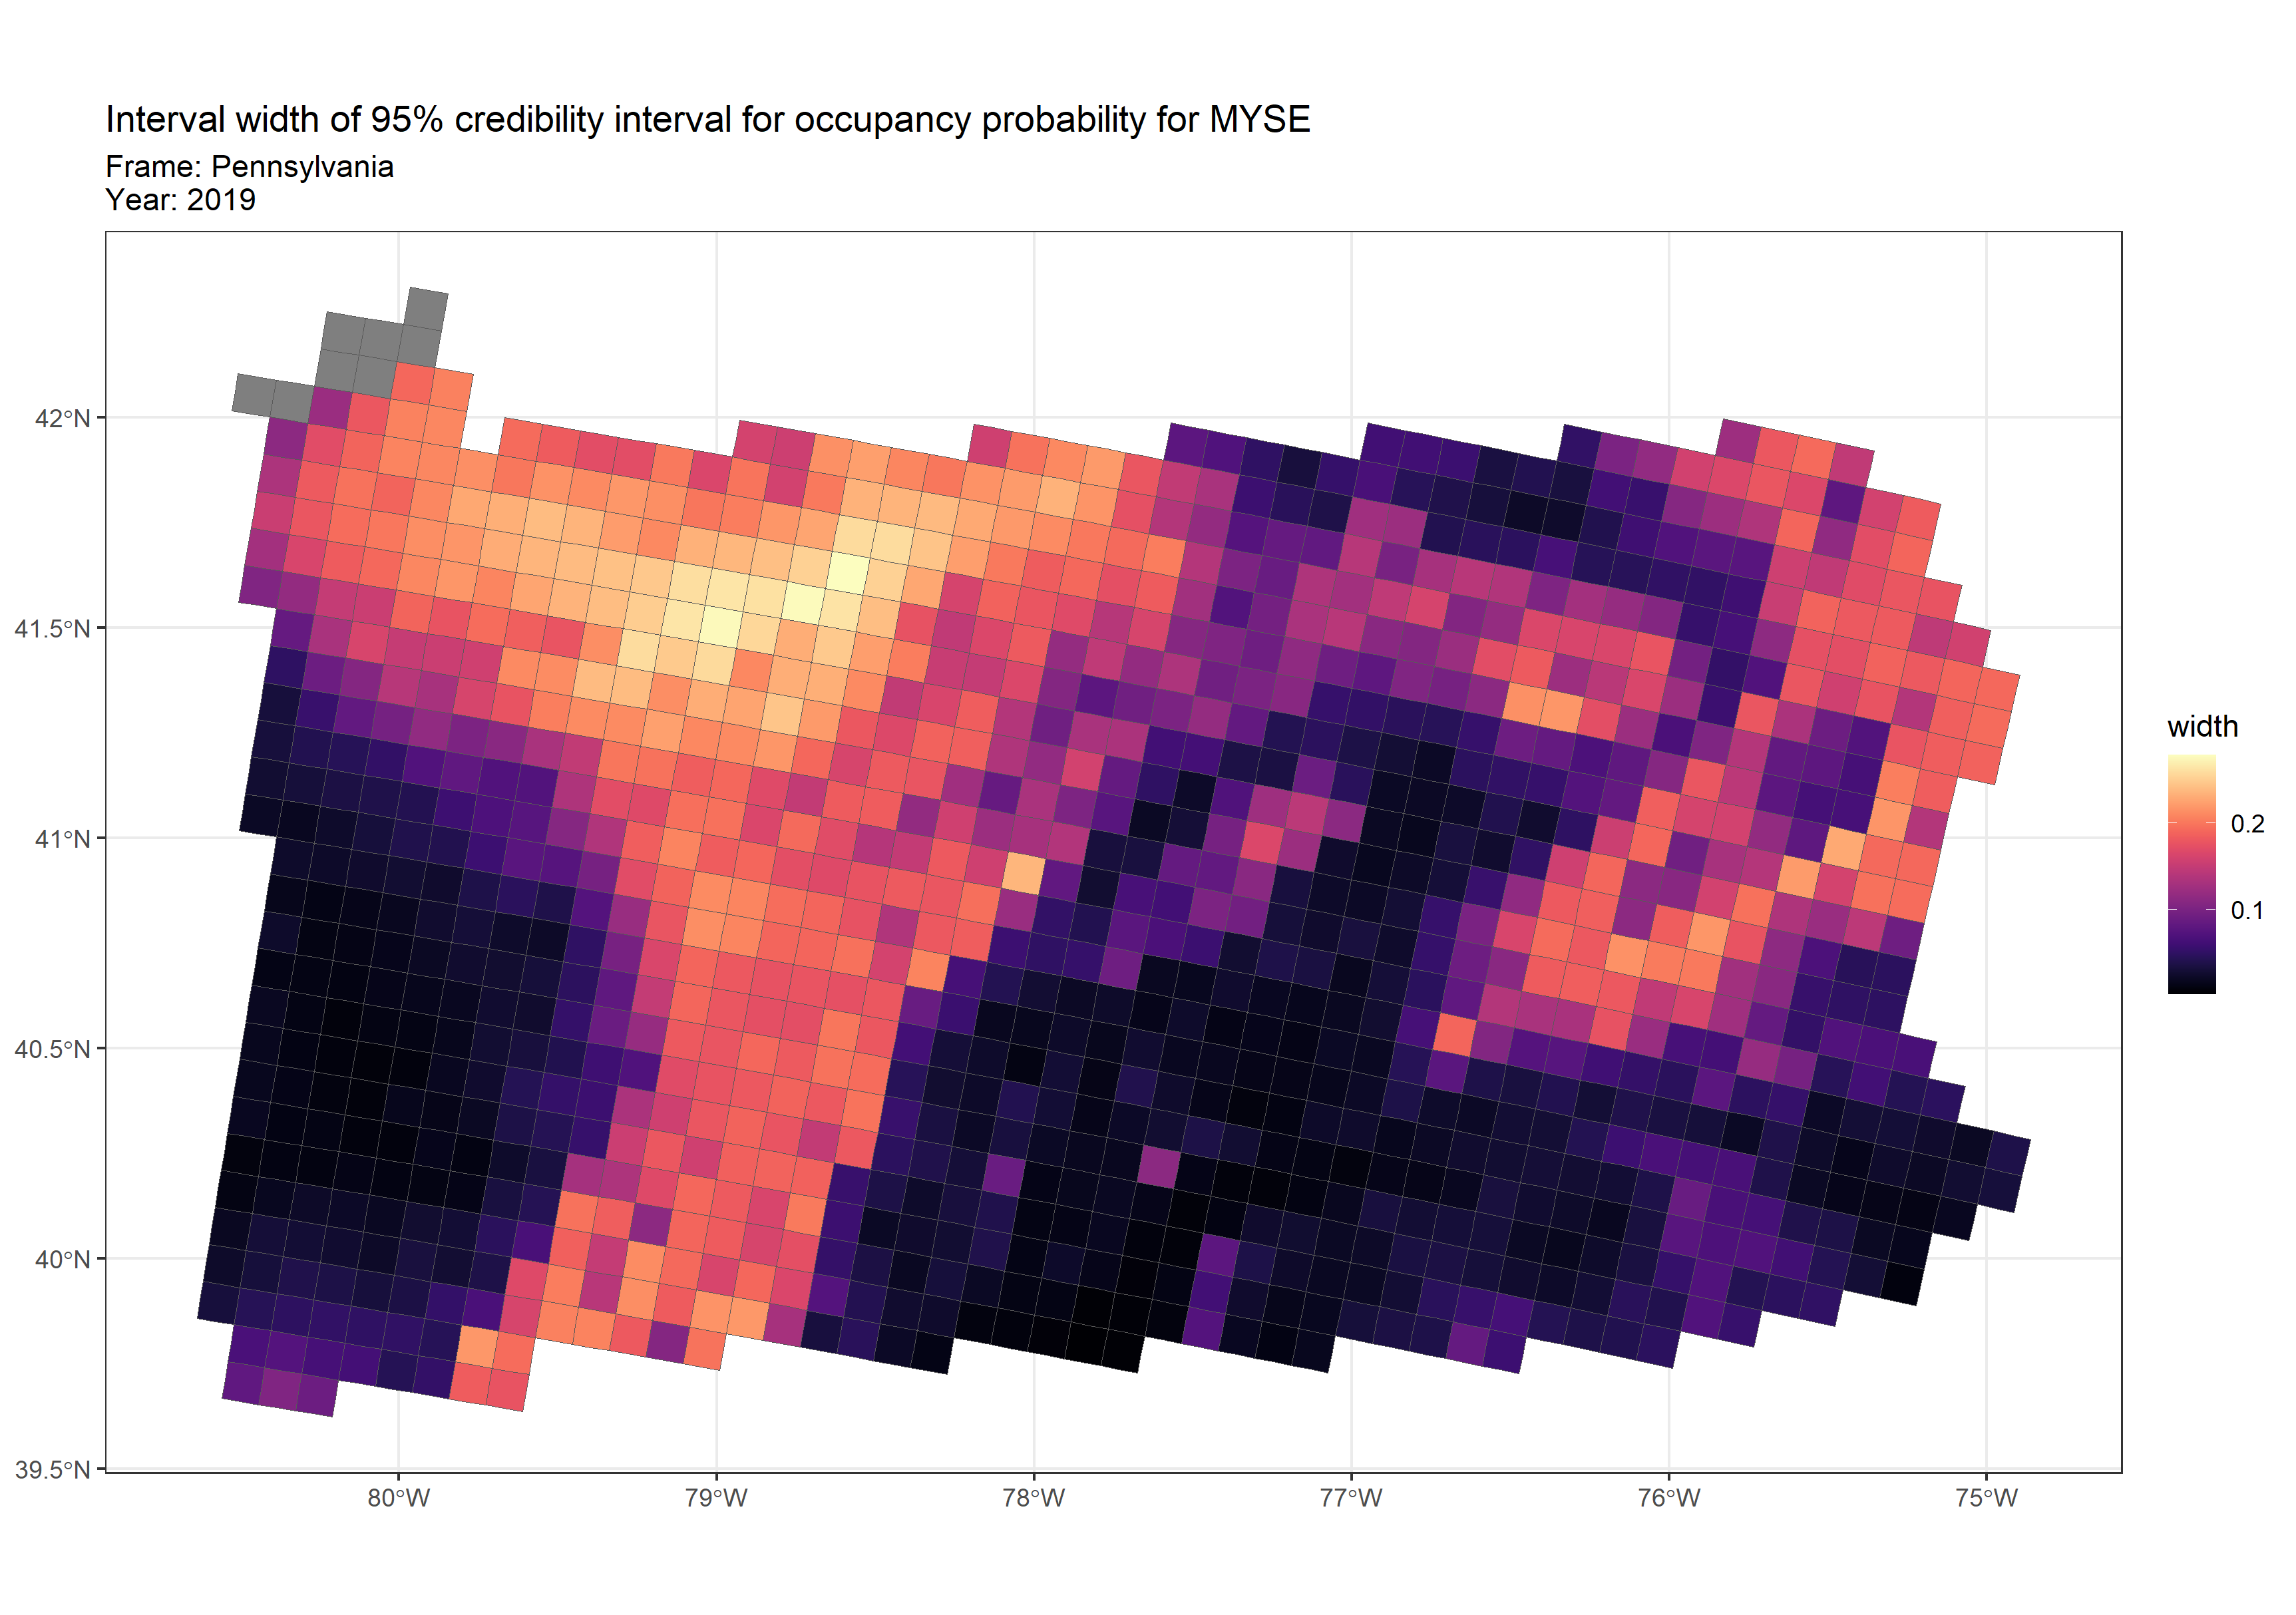 Interval width of 95% credibility interval for occupancy probability for MYSE
Frame: Pennsylvania
Year: 2019
42°N
41.5°N
41°N
40.5°N
40°N
39.5°N
80°W
79°W
78°W
77°W
76°W
75°W
width
0.2
0.1